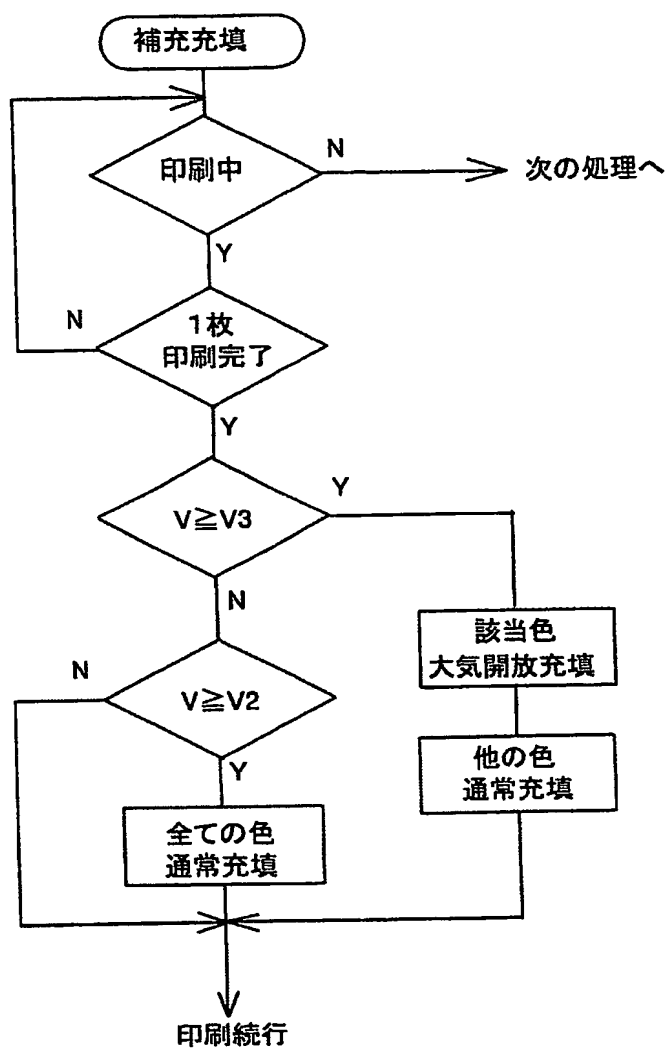 補充充填
印刷中
N
次の処理へ
Y
1枚
印刷完了
N
Y
V≧V3
Y
N
該当色
大気開放充填
V≧V2
N
Y
他の色
通常充填
全ての色
通常充填
印刷続行